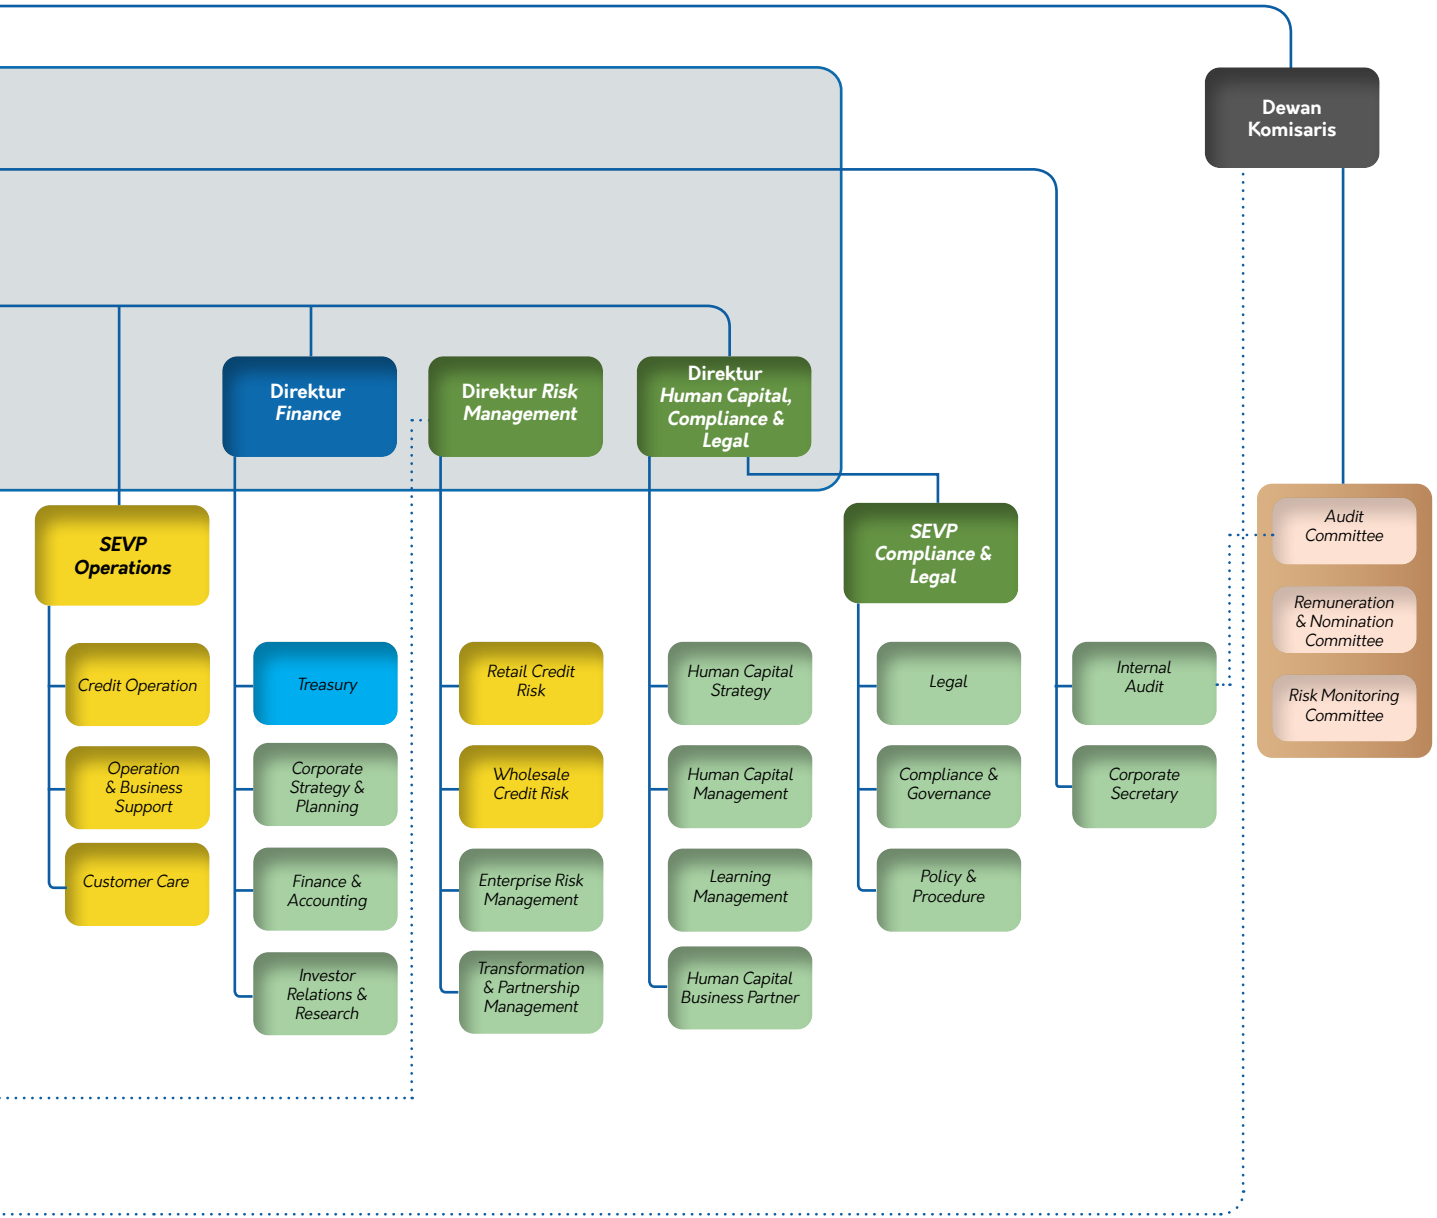 Dewan
Komisaris
Direktur
Finance
Direktur Risk
Management
Direktur
Human Capital,
Compliance &
Legal
SEVP
Operations
SEVP
Compliance &
Legal
Audit
Committee
Remuneration
& Nomination
Committee
Risk Monitoring
Committee
Credit Operation
Operation
& Business
Support
Customer Care
Treasury
Corporate
Strategy &
Planning
Finance &
Accounting
Investor
Relations &
Research
Retail Credit
Risk
Wholesale
Credit Risk
Enterprise Risk
Management
Transformation
& Partnership
Management
Human Capital
Strategy
Human Capital
Management
Learning
Management
Human Capital
Business Partner
Legal
Compliance &
Governance
Policy &
Procedure
Internal
Audit
Corporate
Secretary